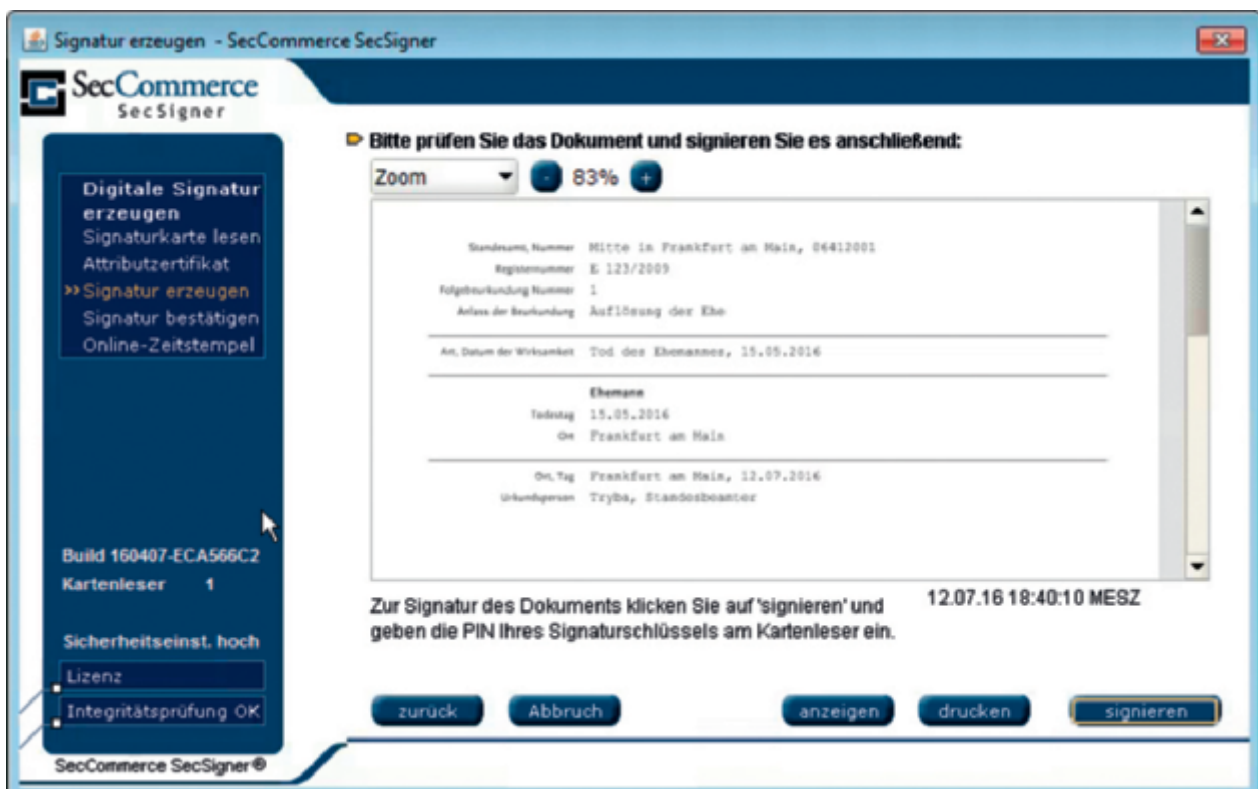 Signatur erzeugen - SecCommerce SecSigner
SecCommerce
SecSigner
Digitale Signatur
erzeugen
Signaturkarte lesen
Attributzertifikat
»Signatur erzeugen
Signatur bestätigen
Online-Zeitstempel
Build 160407-ECA566C2
Kartenleser 1
Sicherheitseinst. hoch
Lizenz
Integritätsprüfung OK
SecCommerce SecSigner®
Bitte prüfen Sie das Dokument und signieren Sie es anschließend:
Zoom - 83% +
Standesamt, Nummer Mitte in Frankfurt am Main, 06412001
Registernummer E 123/2009
Folgebeurkundung Nummer 1
Anlass der Beurkundung Auflösung der Ehe
Art, Datum der Wirksamkeit Tod des Ehemannes, 15.05.2016
Ehemann
Todestag 15.05.2016
Ort Frankfurt am Main
Ort, Tag Frankfurt am Main, 12.07.2016
Urkundsperson Tryba, Standesbeamter
Zur Signatur des Dokuments klicken Sie auf 'signieren' und
geben die PIN Ihres Signaturschlüssels am Kartenleser ein.
12.07.16 18:40:10 MESZ
zurück Abbruch anzeigen drucken signieren